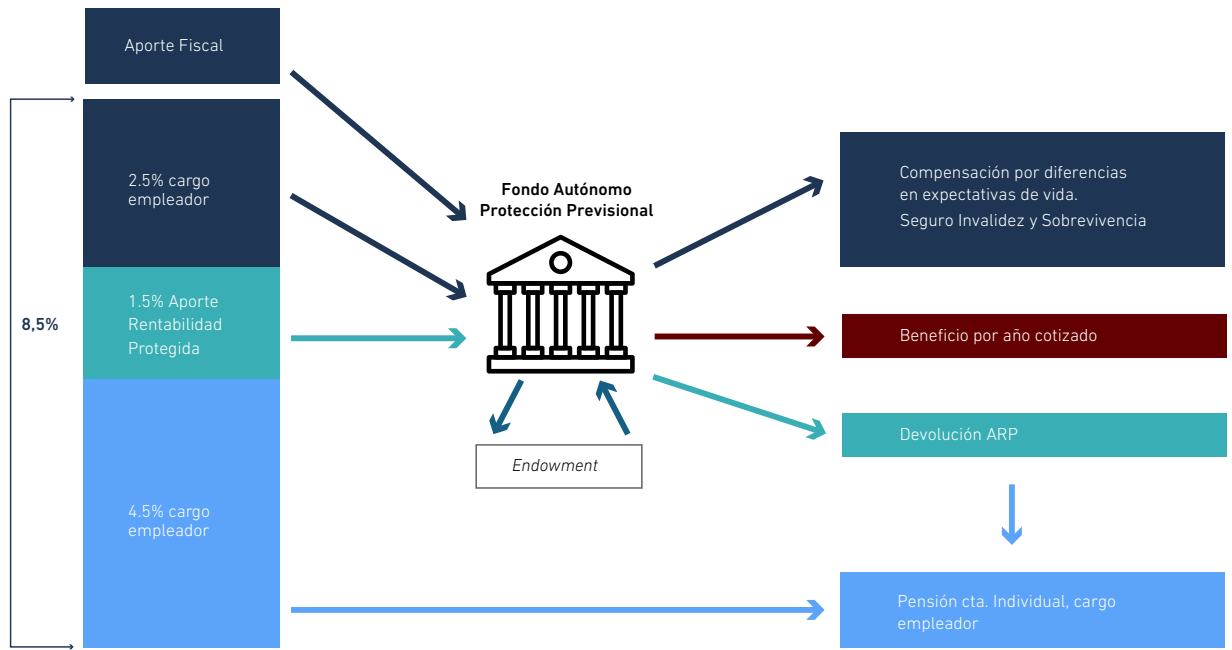 Aporte Fiscal
8,5%
2.5% cargo
empleador
1.5% Aporte
Rentabilidad
Protegida
4.5% cargo
empleador
Fondo Autónomo
Protección Previsional
Endowment
Compensación por diferencias
en expectativas de vida.
Seguro Invalidez y Sobrevivencia
Beneficio por año cotizado
Devolución ARP
Pensión cta. Individual, cargo
empleador